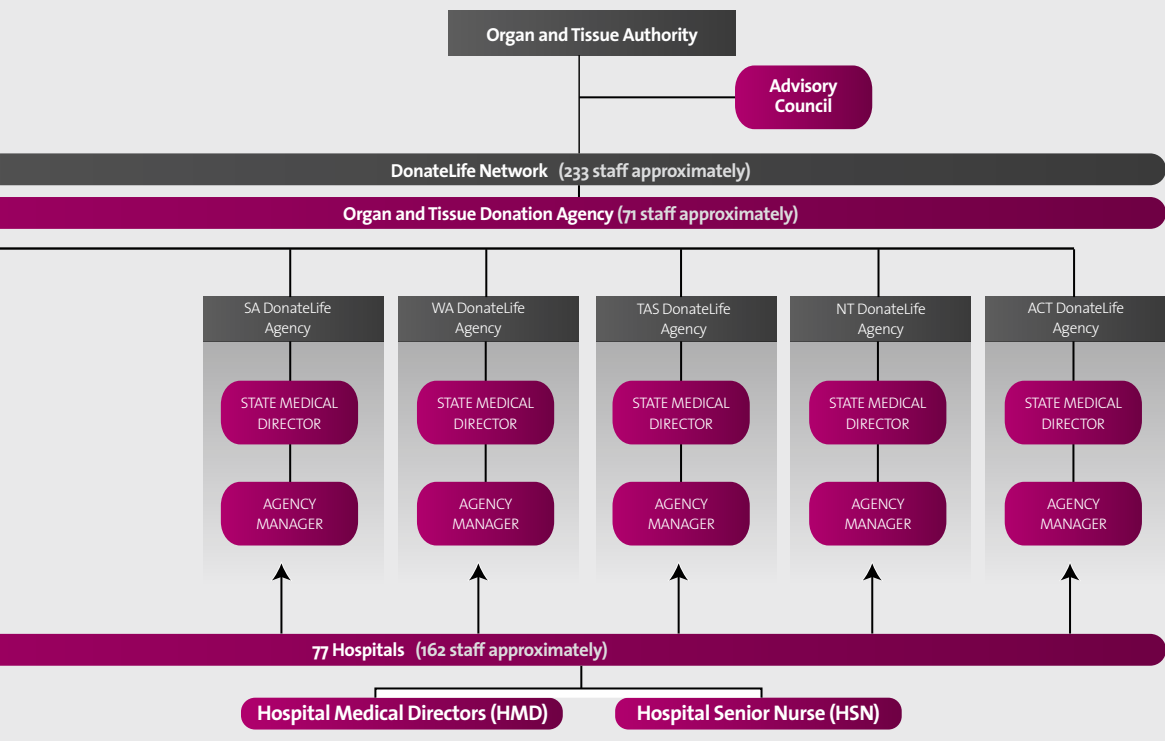 Organ and Tissue Authority
Advisory
Council
DonateLife Network (233 staff approximately)
Organ and Tissue Donation Agency (71 staff approximately)
SA DonateLife
Agency
WA DonateLife
Agency
TAS DonateLife
Agency
NT DonateLife
Agency
ACT DonateLife
Agency
STATE MEDICAL
DIRECTOR
STATE MEDICAL
DIRECTOR
STATE MEDICAL
DIRECTOR
STATE MEDICAL
DIRECTOR
STATE MEDICAL
DIRECTOR
AGENCY
MANAGER
AGENCY
MANAGER
AGENCY
MANAGER
AGENCY
MANAGER
AGENCY
MANAGER
77 Hospitals (162 staff approximately)
Hospital Medical Directors (HMD)
Hospital Senior Nurse (HSN)